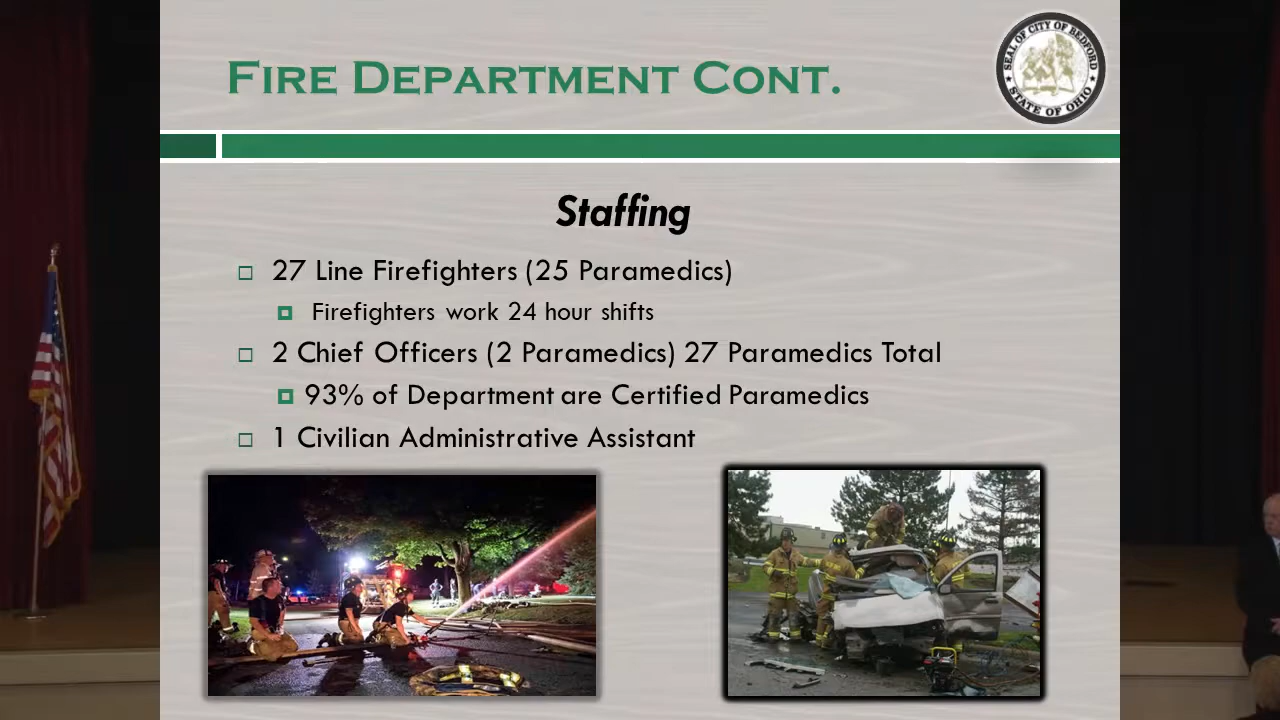 FIRE DEPARTMENT CONT.
SEAL OF CITY OF BEDFORD
STATE OF OHIO
Staffing
27 Line Firefighters (25 Paramedics)
Firefighters work 24 hour shifts
2 Chief Officers (2 Paramedics) 27 Paramedics Total
93% of Department are Certified Paramedics
1 Civilian Administrative Assistant